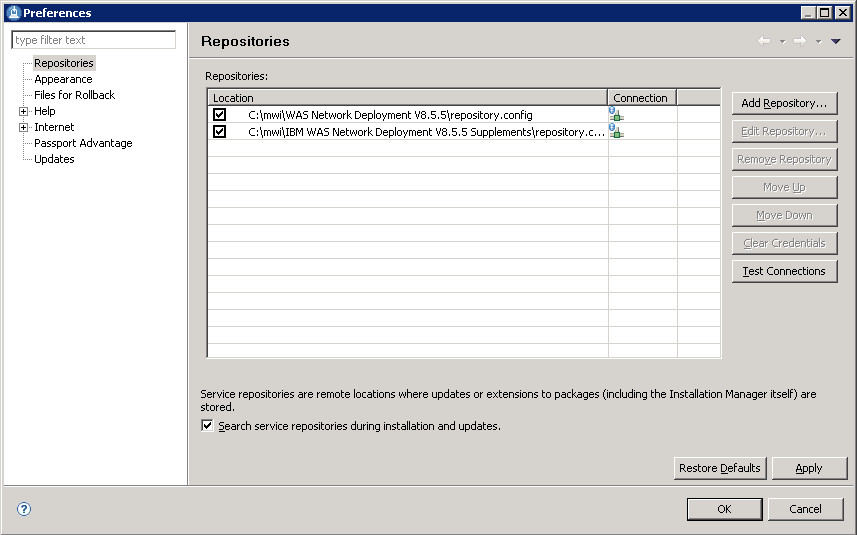 Preferences
type filter text
Repositories
Appearance
Files for Rollback
Help
Internet
Passport Advantage
Updates
Repositories
Repositories:
Location Connection
C:\mwi\WAS Network Deployment V8.5.5\repository.config
C:\mwi\IBM WAS Network Deployment V8.5.5 Supplements\repository.c...
Add Repository...
Edit Repository...
Remove Repository
Move Up
Move Down
Clear Credentials
Test Connections
Service repositories are remote locations where updates or extensions to packages (including the Installation Manager itself) are
stored.
Search service repositories during installation and updates.
Restore Defaults Apply
?
OK Cancel